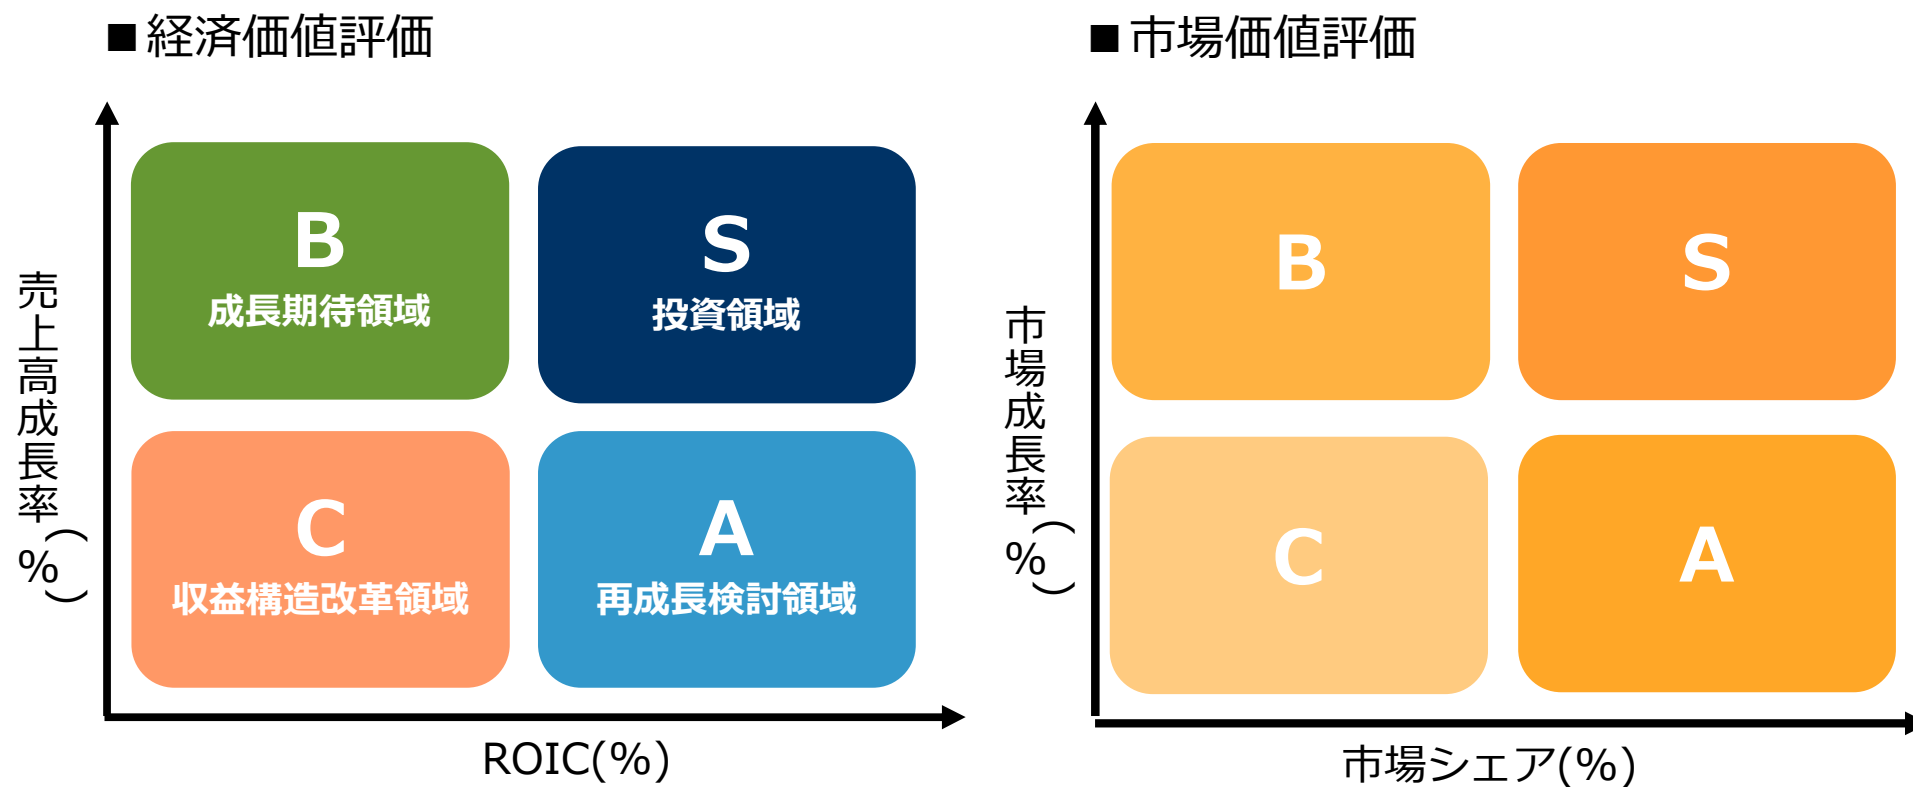 ■経済価値評価
売上高成長率(%)
B
成長期待領域
S
投資領域
C
収益構造改革領域
A
再成長検討領域
ROIC(%)
■市場価値評価
市場成長率(%)
B
S
C
A
市場シェア(%)